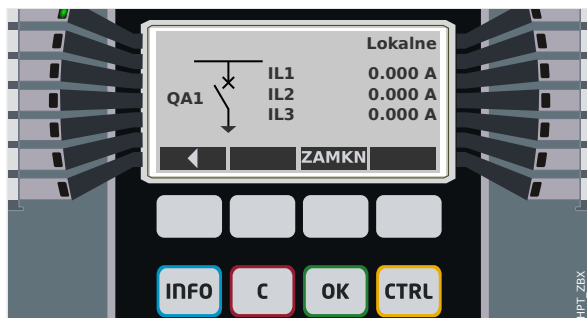 Lokalne
IL1 0.000 A
QA1 IL2 0.000 A
IL3 0.000 A
ZAMKN
INFO C OK CTRL
HPT_ZBX